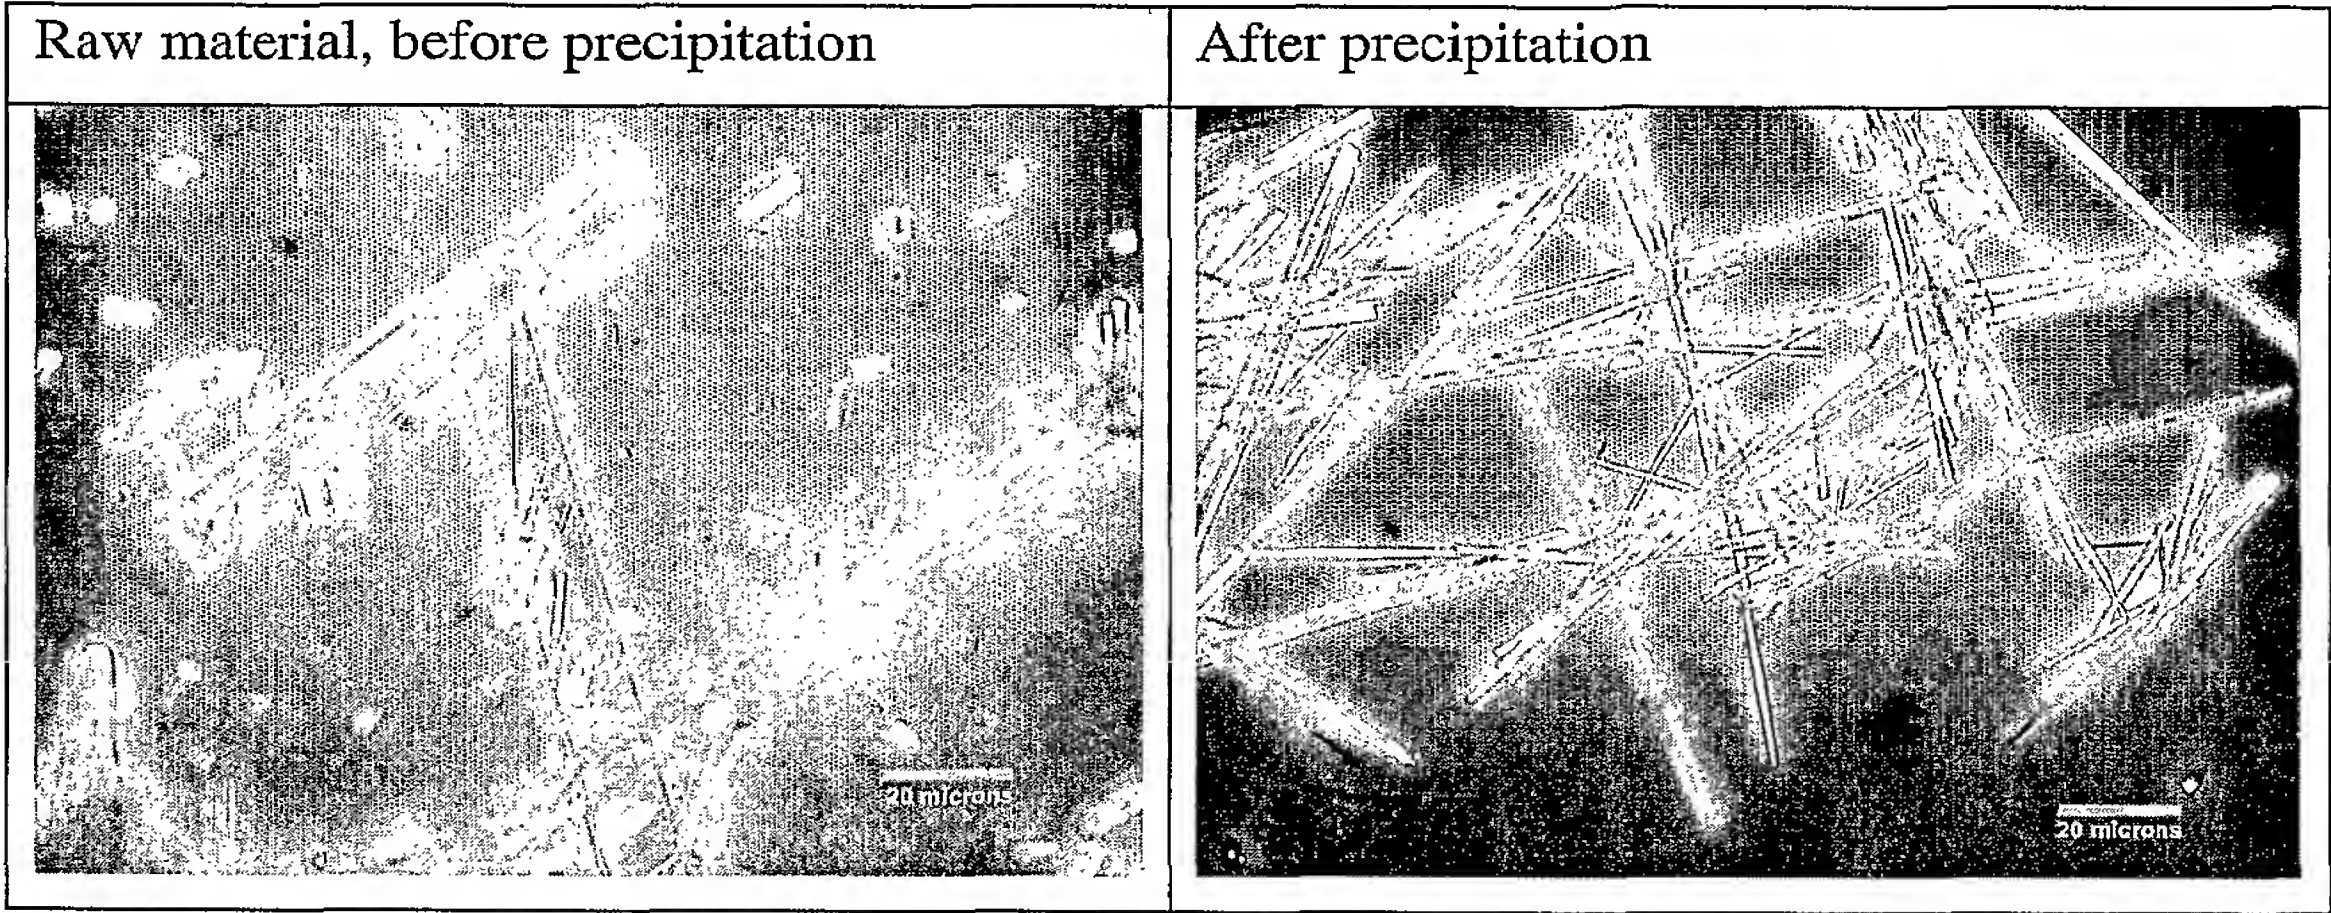 Raw material, before precipitation
After precipitation
20 microns
20 microns